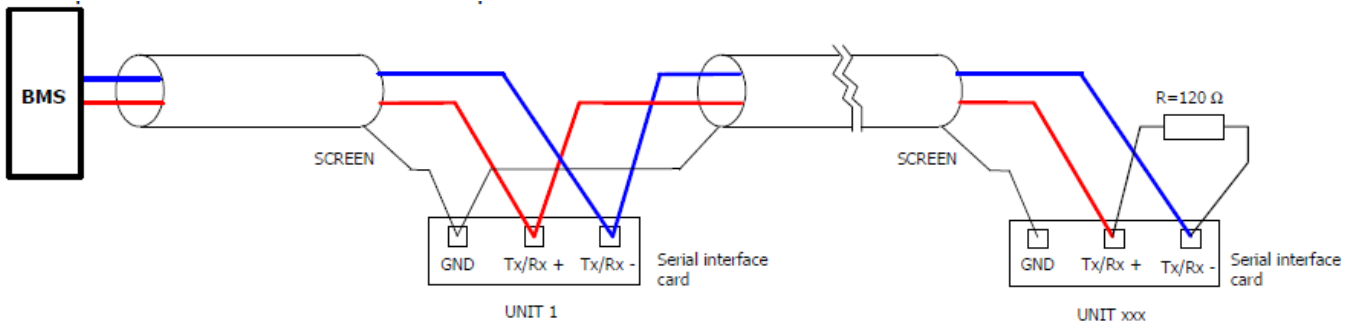 BMS
R=120 Ω
SCREEN
SCREEN
GND
Tx/Rx +
Tx/Rx -
Serial interface
card
UNIT 1
GND
Tx/Rx +
Tx/Rx -
Serial interface
card
UNIT xxx